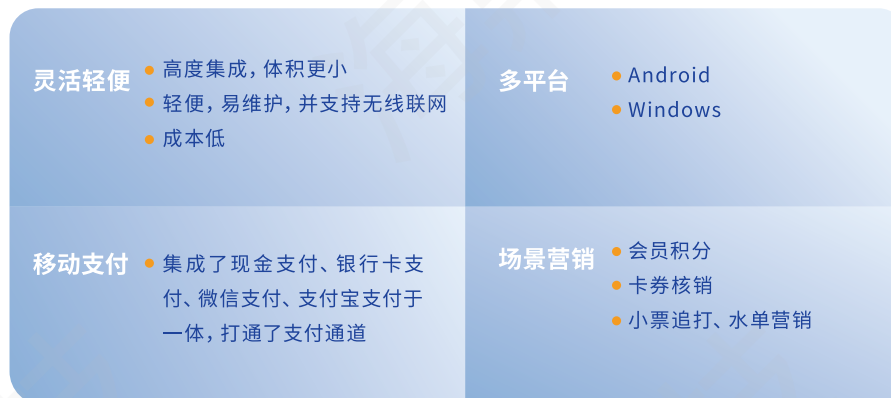 灵活轻便
高度集成，体积更小
轻便，易维护，并支持无线联网
成本低
多平台
Android
Windows
移动支付
集成了现金支付、银行卡支
付、微信支付、支付宝支付于
一体，打通了支付通道
场景营销
会员积分
卡券核销
小票追打、水单营销